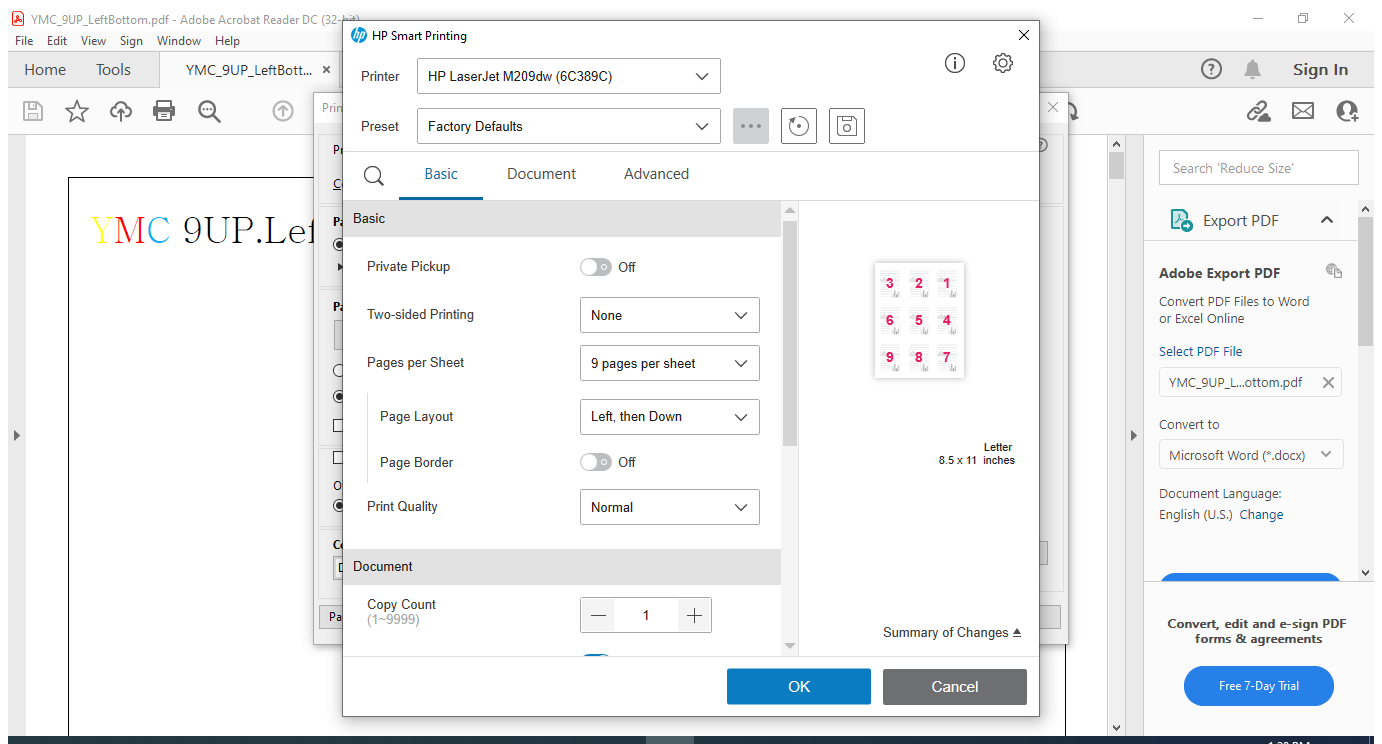 YMC_9UP_LeftBottom.pdf - Adobe Acrobat Reader DC (32-bit)
File Edit View Sign Window Help
Home Tools YMC_9UP_LeftBott... × Sign In
HP Smart Printing
Printer HP LaserJet M209dw (6C389C)
Preset Factory Defaults
Basic Document Advanced
Basic
Private Pickup Off
Two-sided Printing None
Pages per Sheet 9 pages per sheet
Page Layout Left, then Down
Page Border Off
Print Quality Normal
Document
Copy Count 1
(1~9999)
3 2 1
6 5 4
9 8 7
Letter
8.5 x 11 inches
Summary of Changes
OK Cancel
YMC 9UP.Lef
Search 'Reduce Size'
Export PDF
Adobe Export PDF
Convert PDF Files to Word
or Excel Online
Select PDF File
YMC_9UP_L...ottom.pdf
Convert to
Microsoft Word (*.docx)
Document Language:
English (U.S.) Change
Convert, edit and e-sign PDF
forms & agreements
Free 7-Day Trial